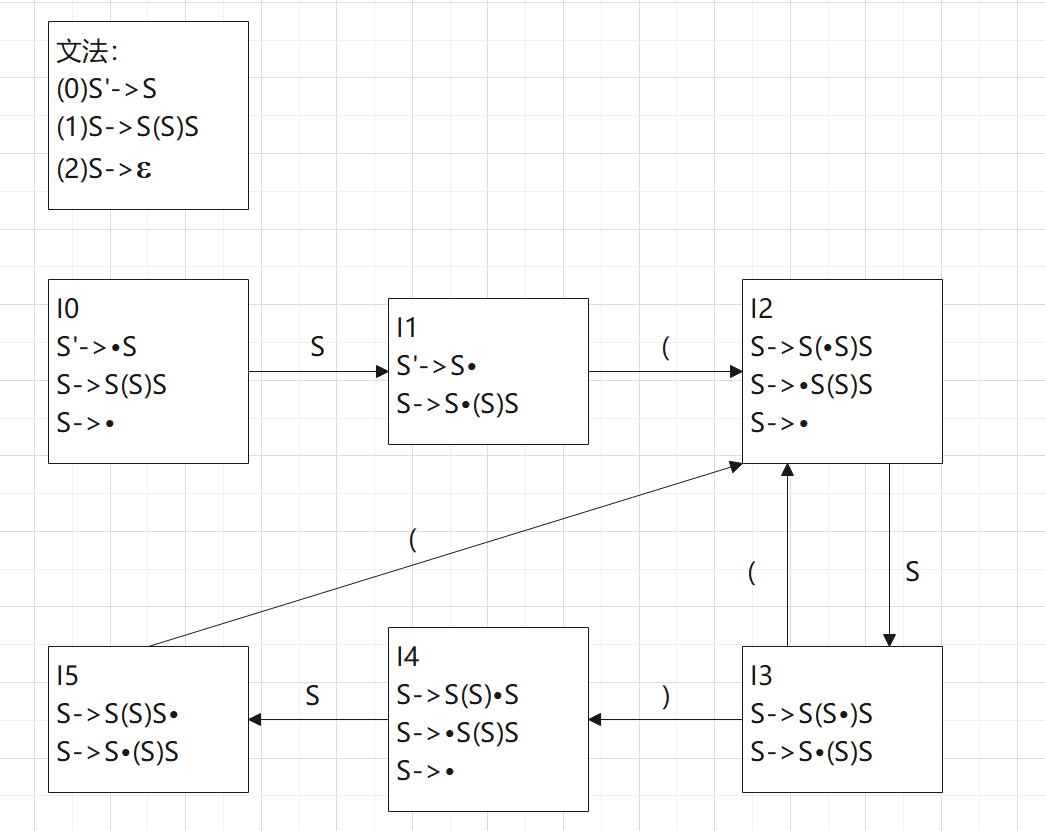 文法：
(0)S'->S
(1)S->S(S)S
(2)S->ε
I0
S'->•S
S->S(S)S
S->•
S
I1
S'->S•
S->S•(S)S
(
I2
S->S(•S)S
S->•S(S)S
S->•
(
(
S
I5
S->S(S)S•
S->S•(S)S
S
I4
S->S(S)•S
S->•S(S)S
S->•
)
I3
S->S(S•)S
S->S•(S)S